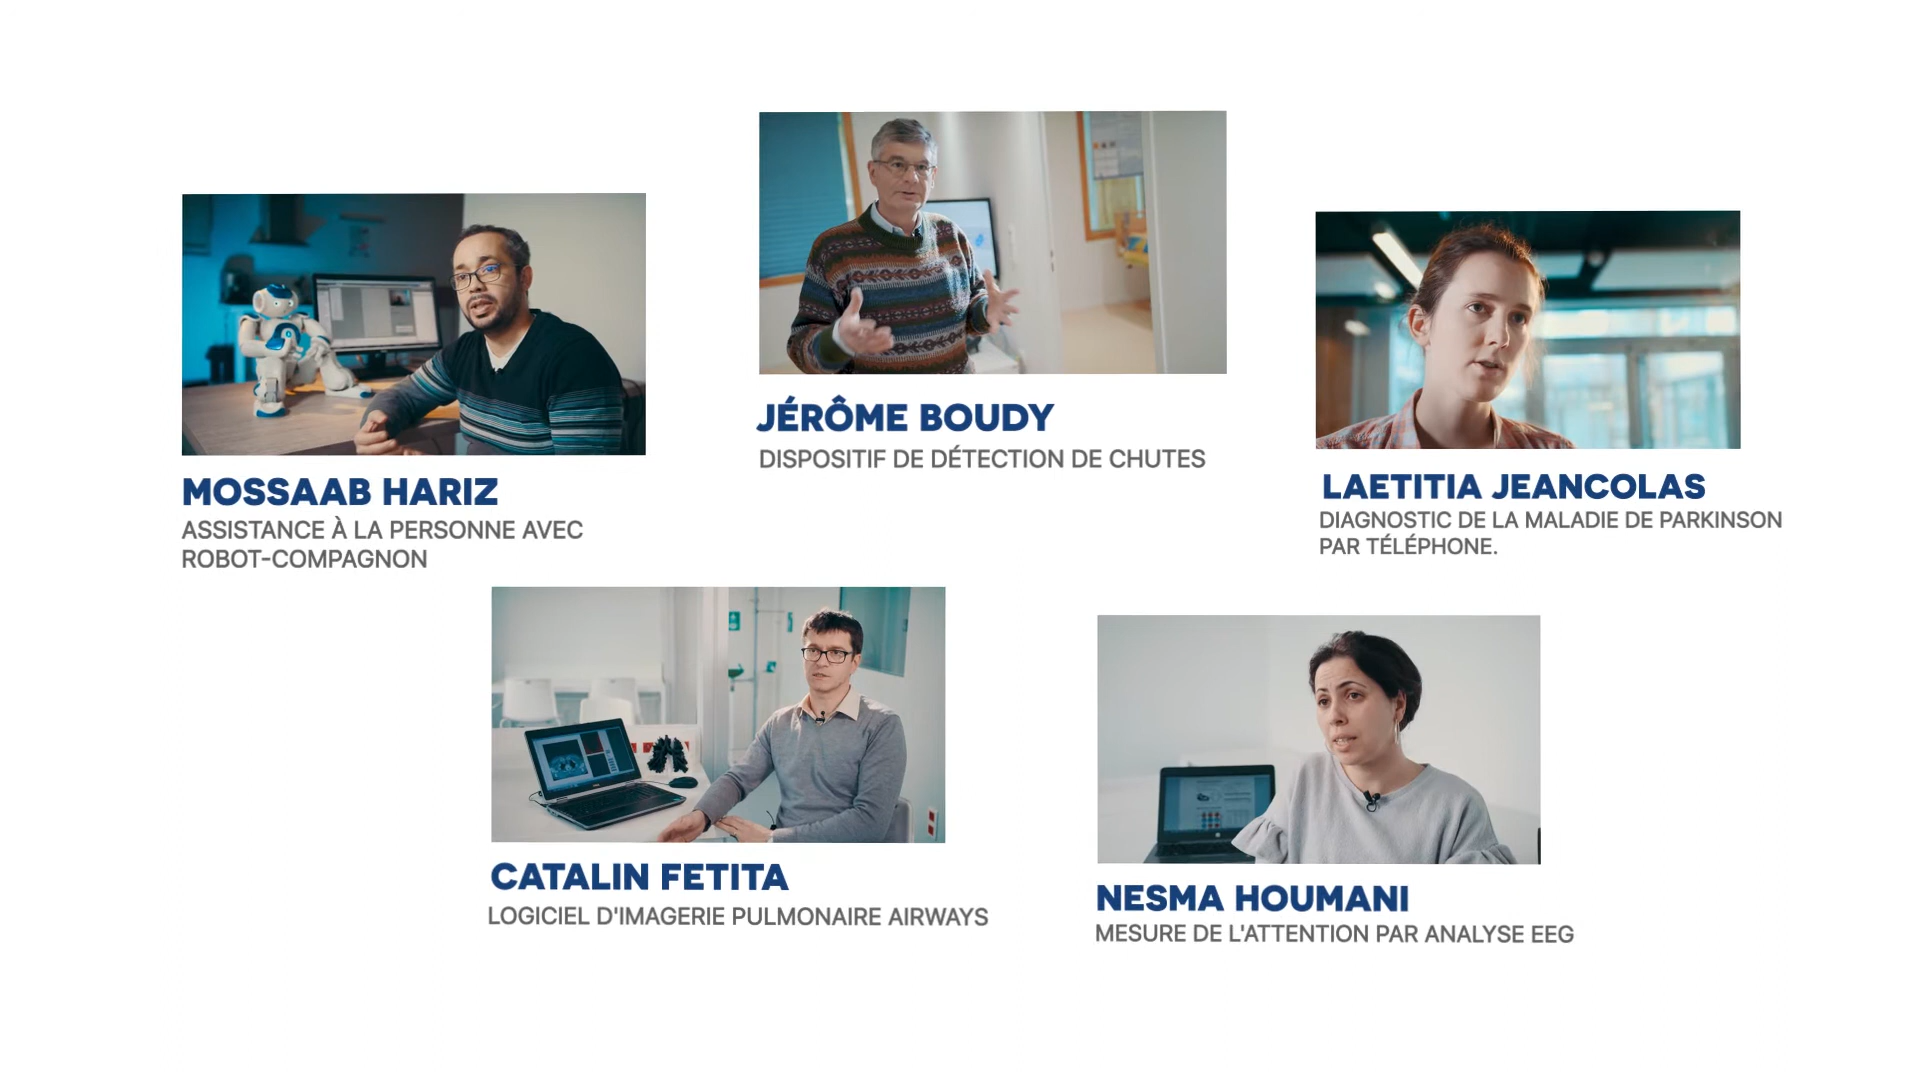 MOSSAAB HARIZ
ASSISTANCE À LA PERSONNE AVEC
ROBOT-COMPAGNON
JÉRÔME BOUDY
DISPOSITIF DE DÉTECTION DE CHUTES
LAETITIA JEANCOLAS
DIAGNOSTIC DE LA MALADIE DE PARKINSON
PAR TÉLÉPHONE.
CATALIN FETITA
LOGICIEL D'IMAGERIE PULMONAIRE AIRWAYS
NESMA HOUMANI
MESURE DE L'ATTENTION PAR ANALYSE EEG